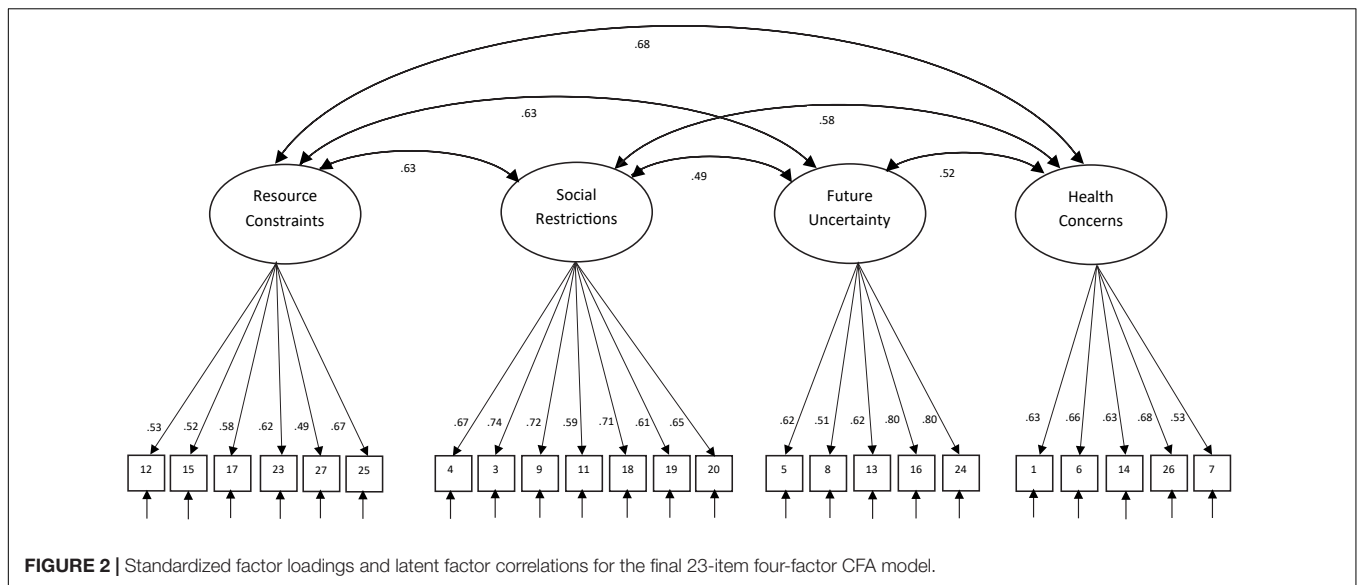 .68
.63
.58
.63
.49
.52
Resource
Constraints
Social
Restrictions
Future
Uncertainty
Health
Concerns
.53 .52 .58 .62 .49 .67
.67 .74 .72 .59 .71 .61 .65
.62 .51 .62 .80 .80
.63 .66 .63 .68 .53
12 15 17 23 27 25
4 3 9 11 18 19 20
5 8 13 16 24
1 6 14 26 7
FIGURE 2 | Standardized factor loadings and latent factor correlations for the final 23-item four-factor CFA model.